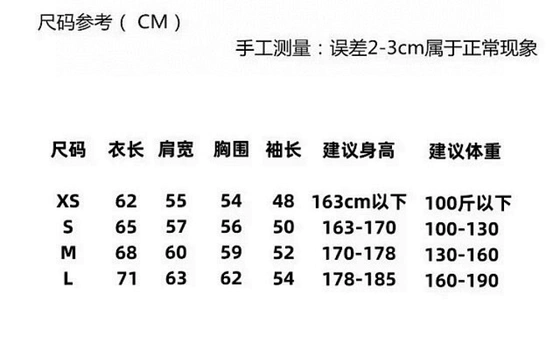 尺码参考（ CM ）
手工测量：误差2-3cm属于正常现象
尺码 衣长 肩宽 胸围 袖长 建议身高 建议体重
XS 62 55 54 48 163cm以下 100斤以下
S 65 57 56 50 163-170 100-130
M 68 60 59 52 170-178 130-160
L 71 63 62 54 178-185 160-190